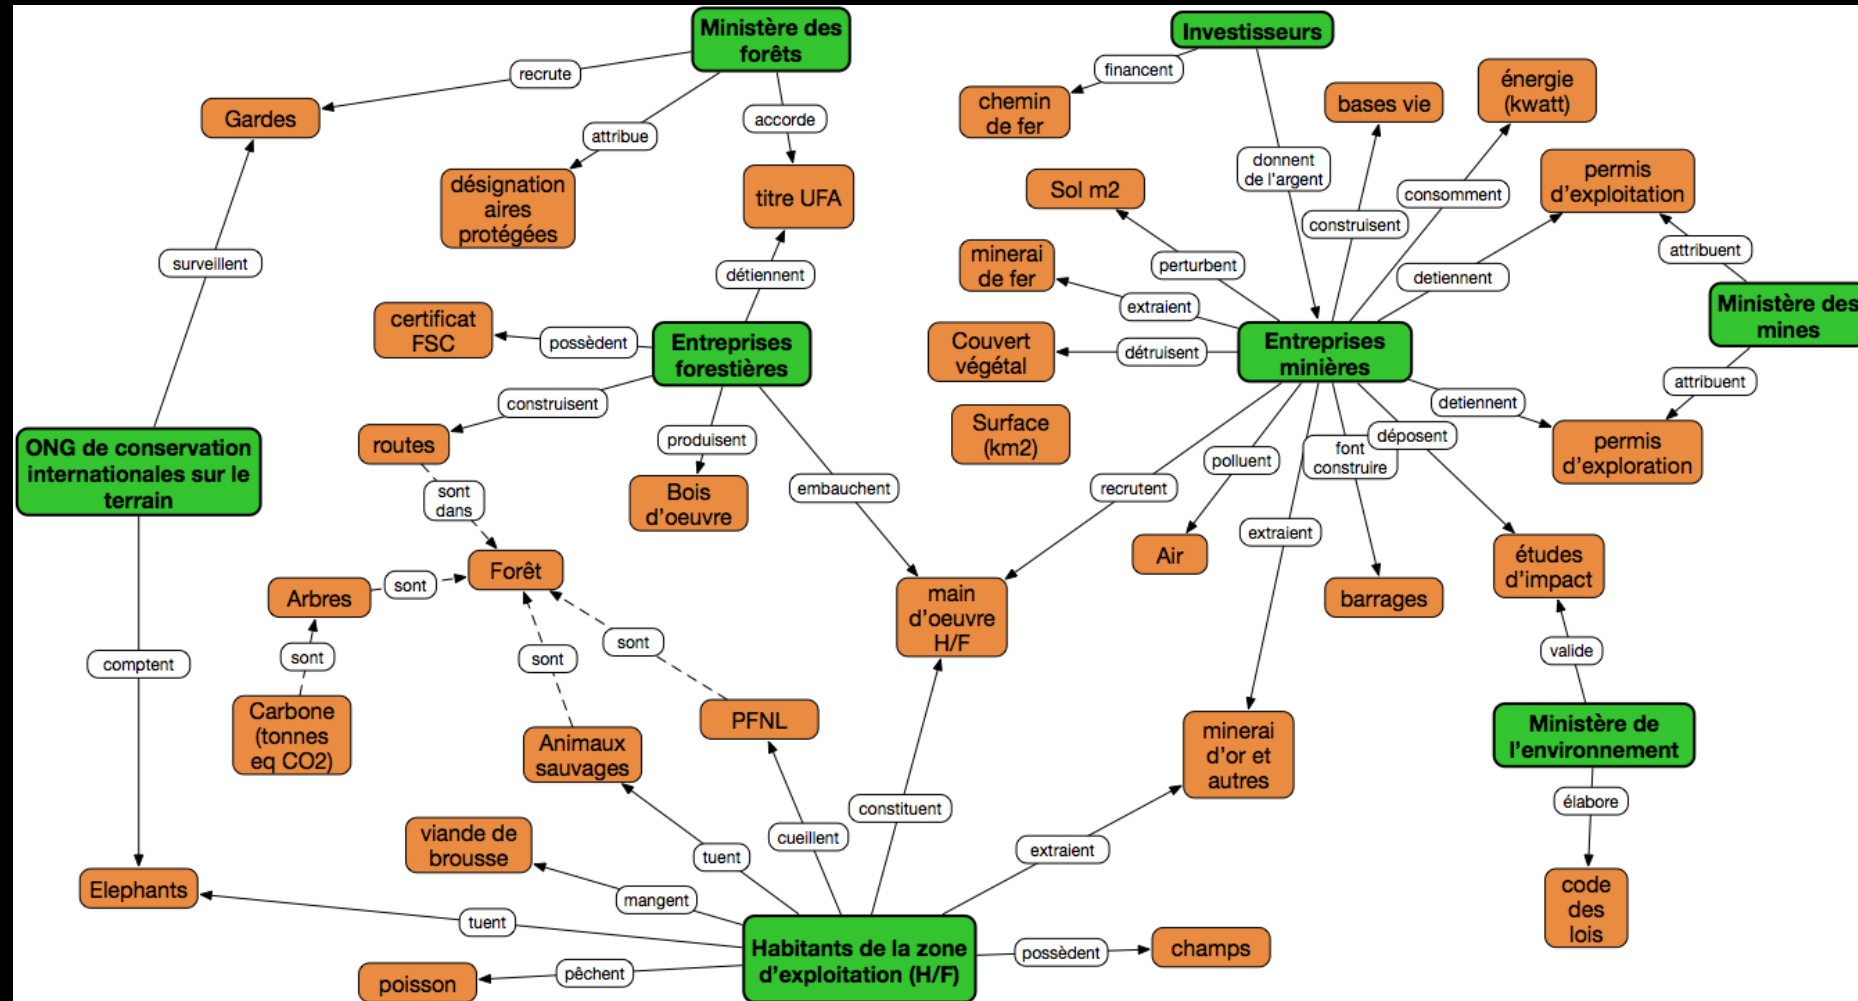 Ministère des
forêts
Investisseurs
recrute
financent
énergie
(kwatt)
Gardes
chemin
de fer
bases vie
accorde
attribue
donnent
de l'argent
permis
d'exploitation
désignation
aires
protégées
titre UFA
Sol m2
consomment
construisent
surveillent
détiennent
minerai
de fer
perturbent
detiennent
attribuent
extraient
certificat
FSC
possèdent
Entreprises
forestières
Couvert
végétal
détruisent
Entreprises
minières
Ministère des
mines
attribuent
construisent
detiennent
ONG de conservation
internationales sur le
terrain
routes
produisent
Surface
(km2)
polluent
font
construire
déposent
permis
d'exploration
sont
dans
Bois
d'oeuvre
embauchent
recrutent
extraient
Air
études
d'impact
Arbres
sont
Forêt
main
d'oeuvre
H/F
barrages
comptent
sont
sont
sont
valide
Carbone
(tonnes
eq CO2)
Animaux
sauvages
PFNL
minerai
d'or et
autres
Ministère de
l'environnement
constituent
élabore
viande de
brousse
tuent
cueillent
extraient
Elephants
mangent
code
des
lois
tuent
Habitants de la zone
d'exploitation (H/F)
possèdent
champs
poisson
pêchent